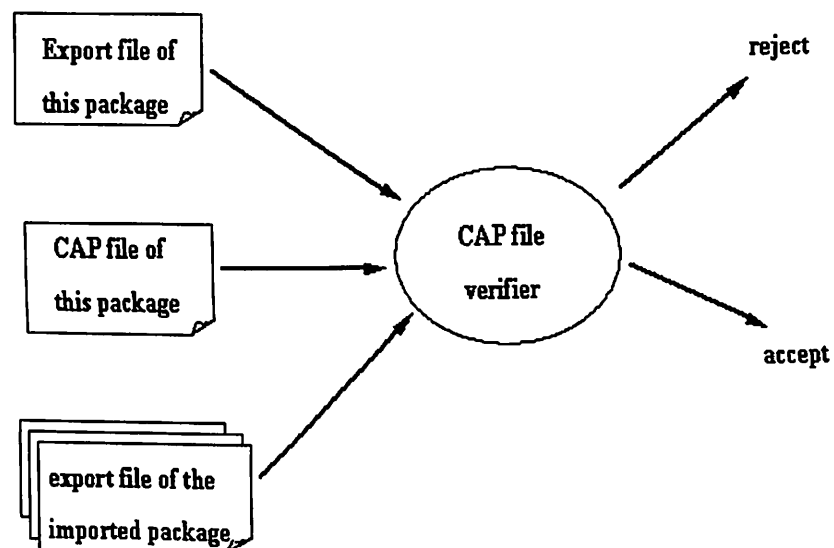 Export file of
this package
reject
CAP file of
this package
CAP file
verifier
accept
export file of the
imported package